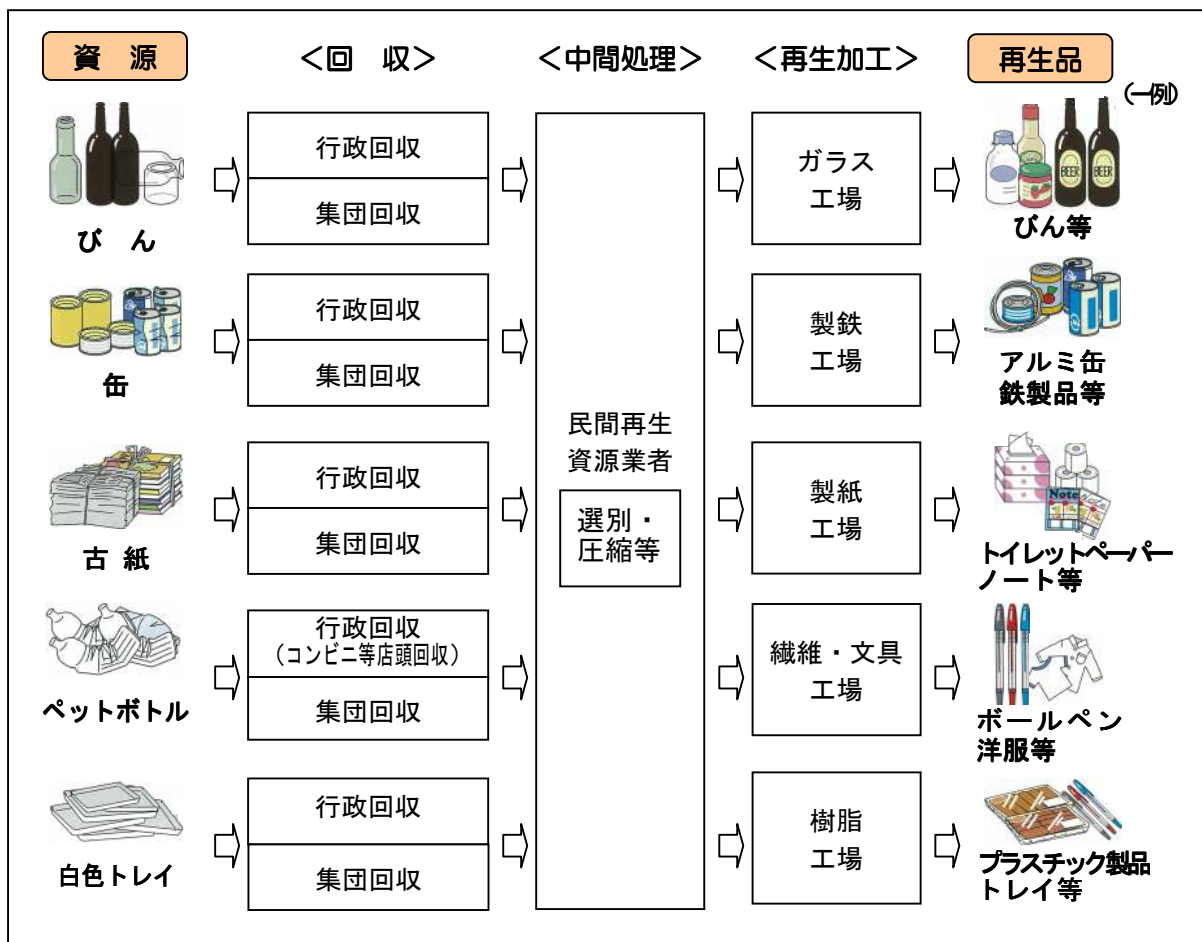 資 源
<回 収>
<中間処理>
<再生加工>
再生品
(一例)
びん
行政回収
集団回収
ガラス
工場
BEER
BEER
びん等
缶
行政回収
集団回収
製鉄
工場
アルミ缶
鉄製品等
民間再生
資源業者
選別・
圧縮等
古 紙
行政回収
集団回収
製紙
工場
Note
トイレットペーパー
ノート等
ペットボトル
行政回収
(コンビニ等店頭回収)
集団回収
繊維・文具
工場
ボールペン
洋服等
白色トレイ
行政回収
集団回収
樹脂
工場
プラスチック製品
トレイ等